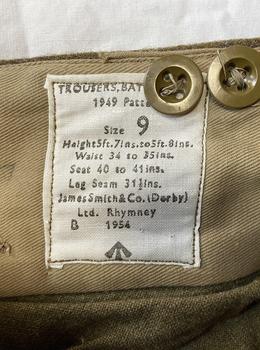 TROUSERS, BAT
1949 Patte
Size 9
Height 5ft. 7ins. to 5ft. 8ins.
Waist 34 to 35ins.
Seat 40 to 41ins.
Leg Seam 31½ins.
James Smith & Co. (Derby)
Ltd. Rhymney
B 1954